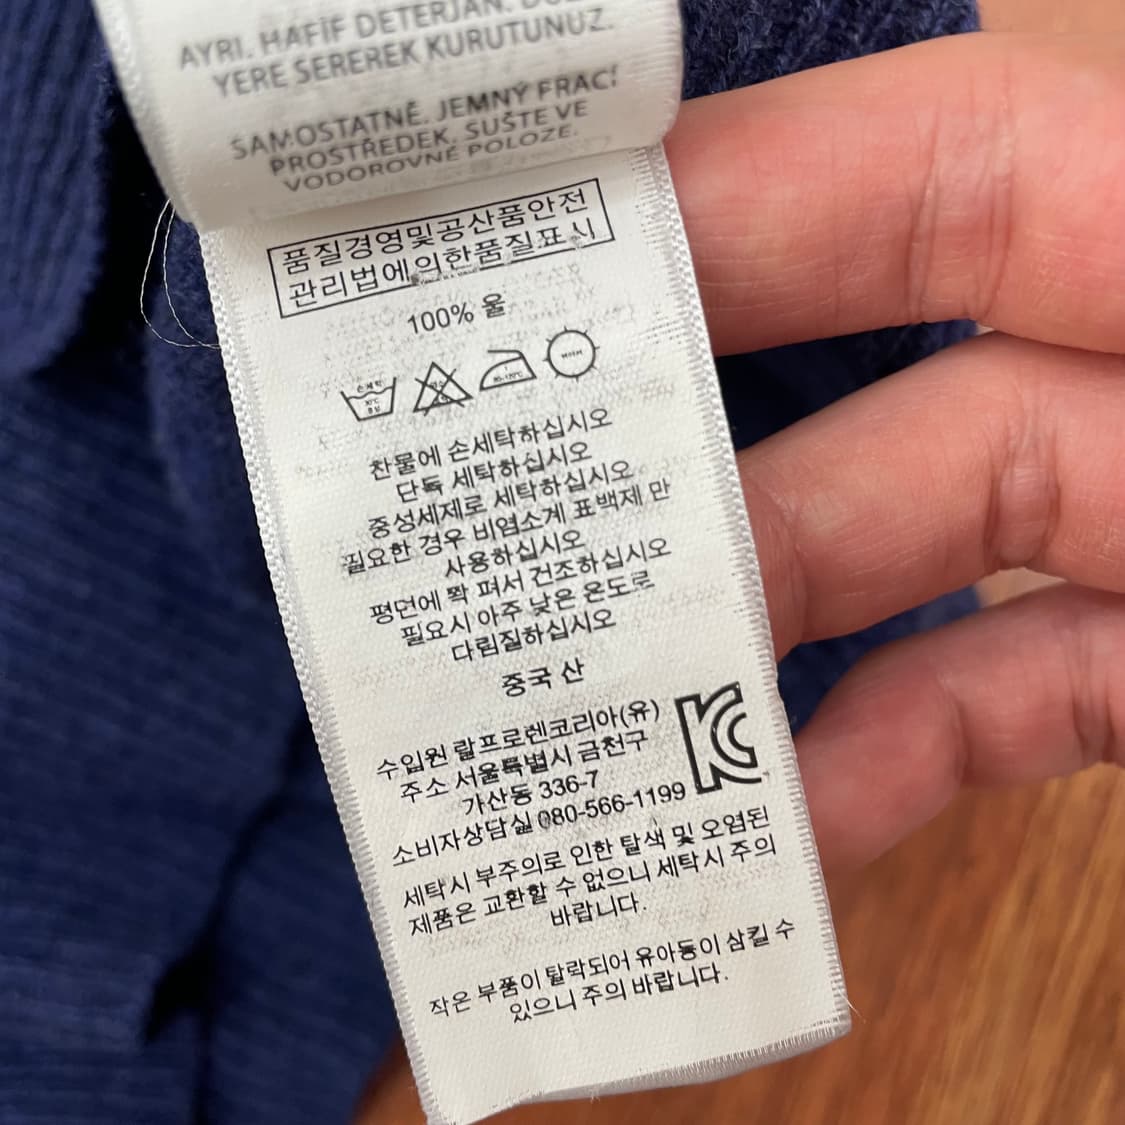 AYRI. HAFİF DETERJAN.
YERE SEREREK KURUTUNUZ.
SAMOSTATNĚ. JEMNÝ PRACÍ
PROSTŘEDEK. SUŠTE VE
VODOROVNÉ POLOZE.
품질경영및공산품안전
관리법에의한품질표시
100% 울
손세탁
30℃
중성
80-120℃
찬물에 손세탁하십시오
단독 세탁하십시오
중성세제로 세탁하십시오
필요한 경우 비염소계 표백제 만
사용하십시오
평면에 쫙 펴서 건조하십시오
필요시 아주 낮은 온도로
다림질하십시오
중국 산
수입원 랄프로렌코리아(유)
주소 서울특별시 금천구
가산동 336-7
소비자상담실 080-566-1199
세탁시 부주의로 인한 탈색 및 오염된
제품은 교환할 수 없으니 세탁시 주의
바랍니다.
작은 부품이 탈락되어 유아동이 삼킬 수
있으니 주의 바랍니다.